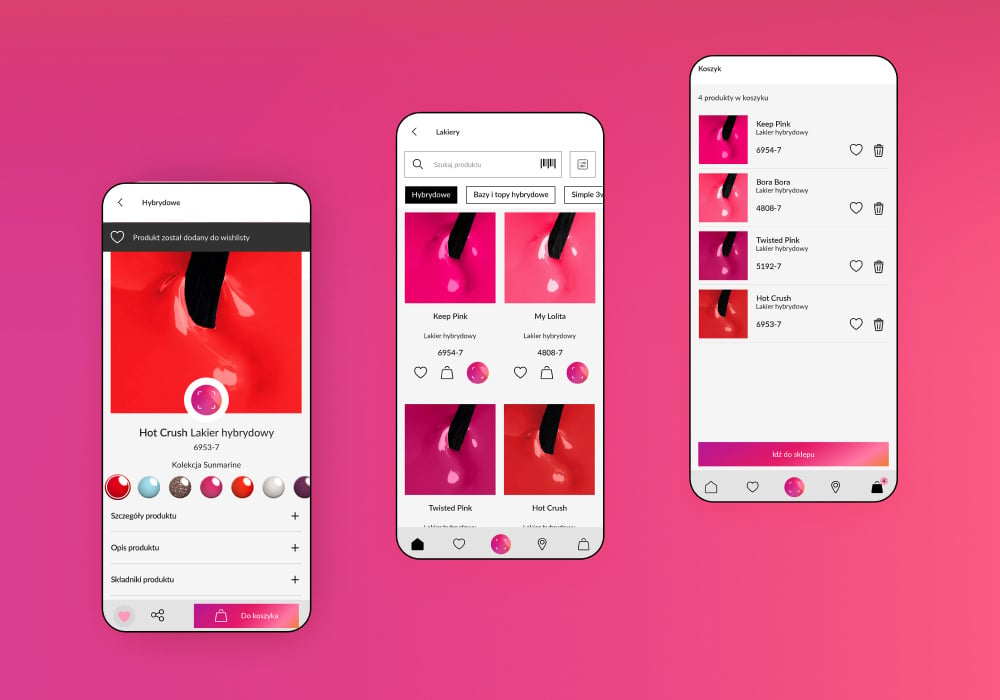 Hybrydowe
Produkt został dodany do wishlisty
Hot Crush Lakier hybrydowy
6953-7
Kolekcja Sunmarine
Szczegóły produktu
Opis produktu
Składniki produktu
Do koszyka
Lakiery
Szukaj produktu
Hybrydowe
Bazy i topy hybrydowe
Simple 3w
Keep Pink
Lakier hybrydowy
6954-7
My Lolita
Lakier hybrydowy
4808-7
Twisted Pink
Lakier hybrydowy
Hot Crush
Lakier hybrydowy
Koszyk
4 produkty w koszyku
Keep Pink
Lakier hybrydowy
6954-7
Bora Bora
Lakier hybrydowy
4808-7
Twisted Pink
Lakier hybrydowy
5192-7
Hot Crush
Lakier hybrydowy
6953-7
Idź do sklepu
4